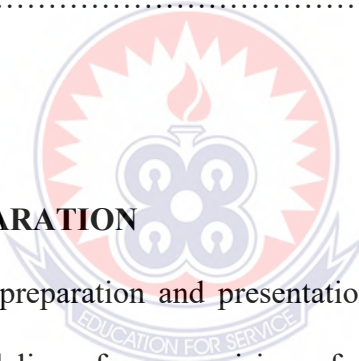 ……………………………
ARATION
preparation and presentatio
EDUCATION FOR SERVICE